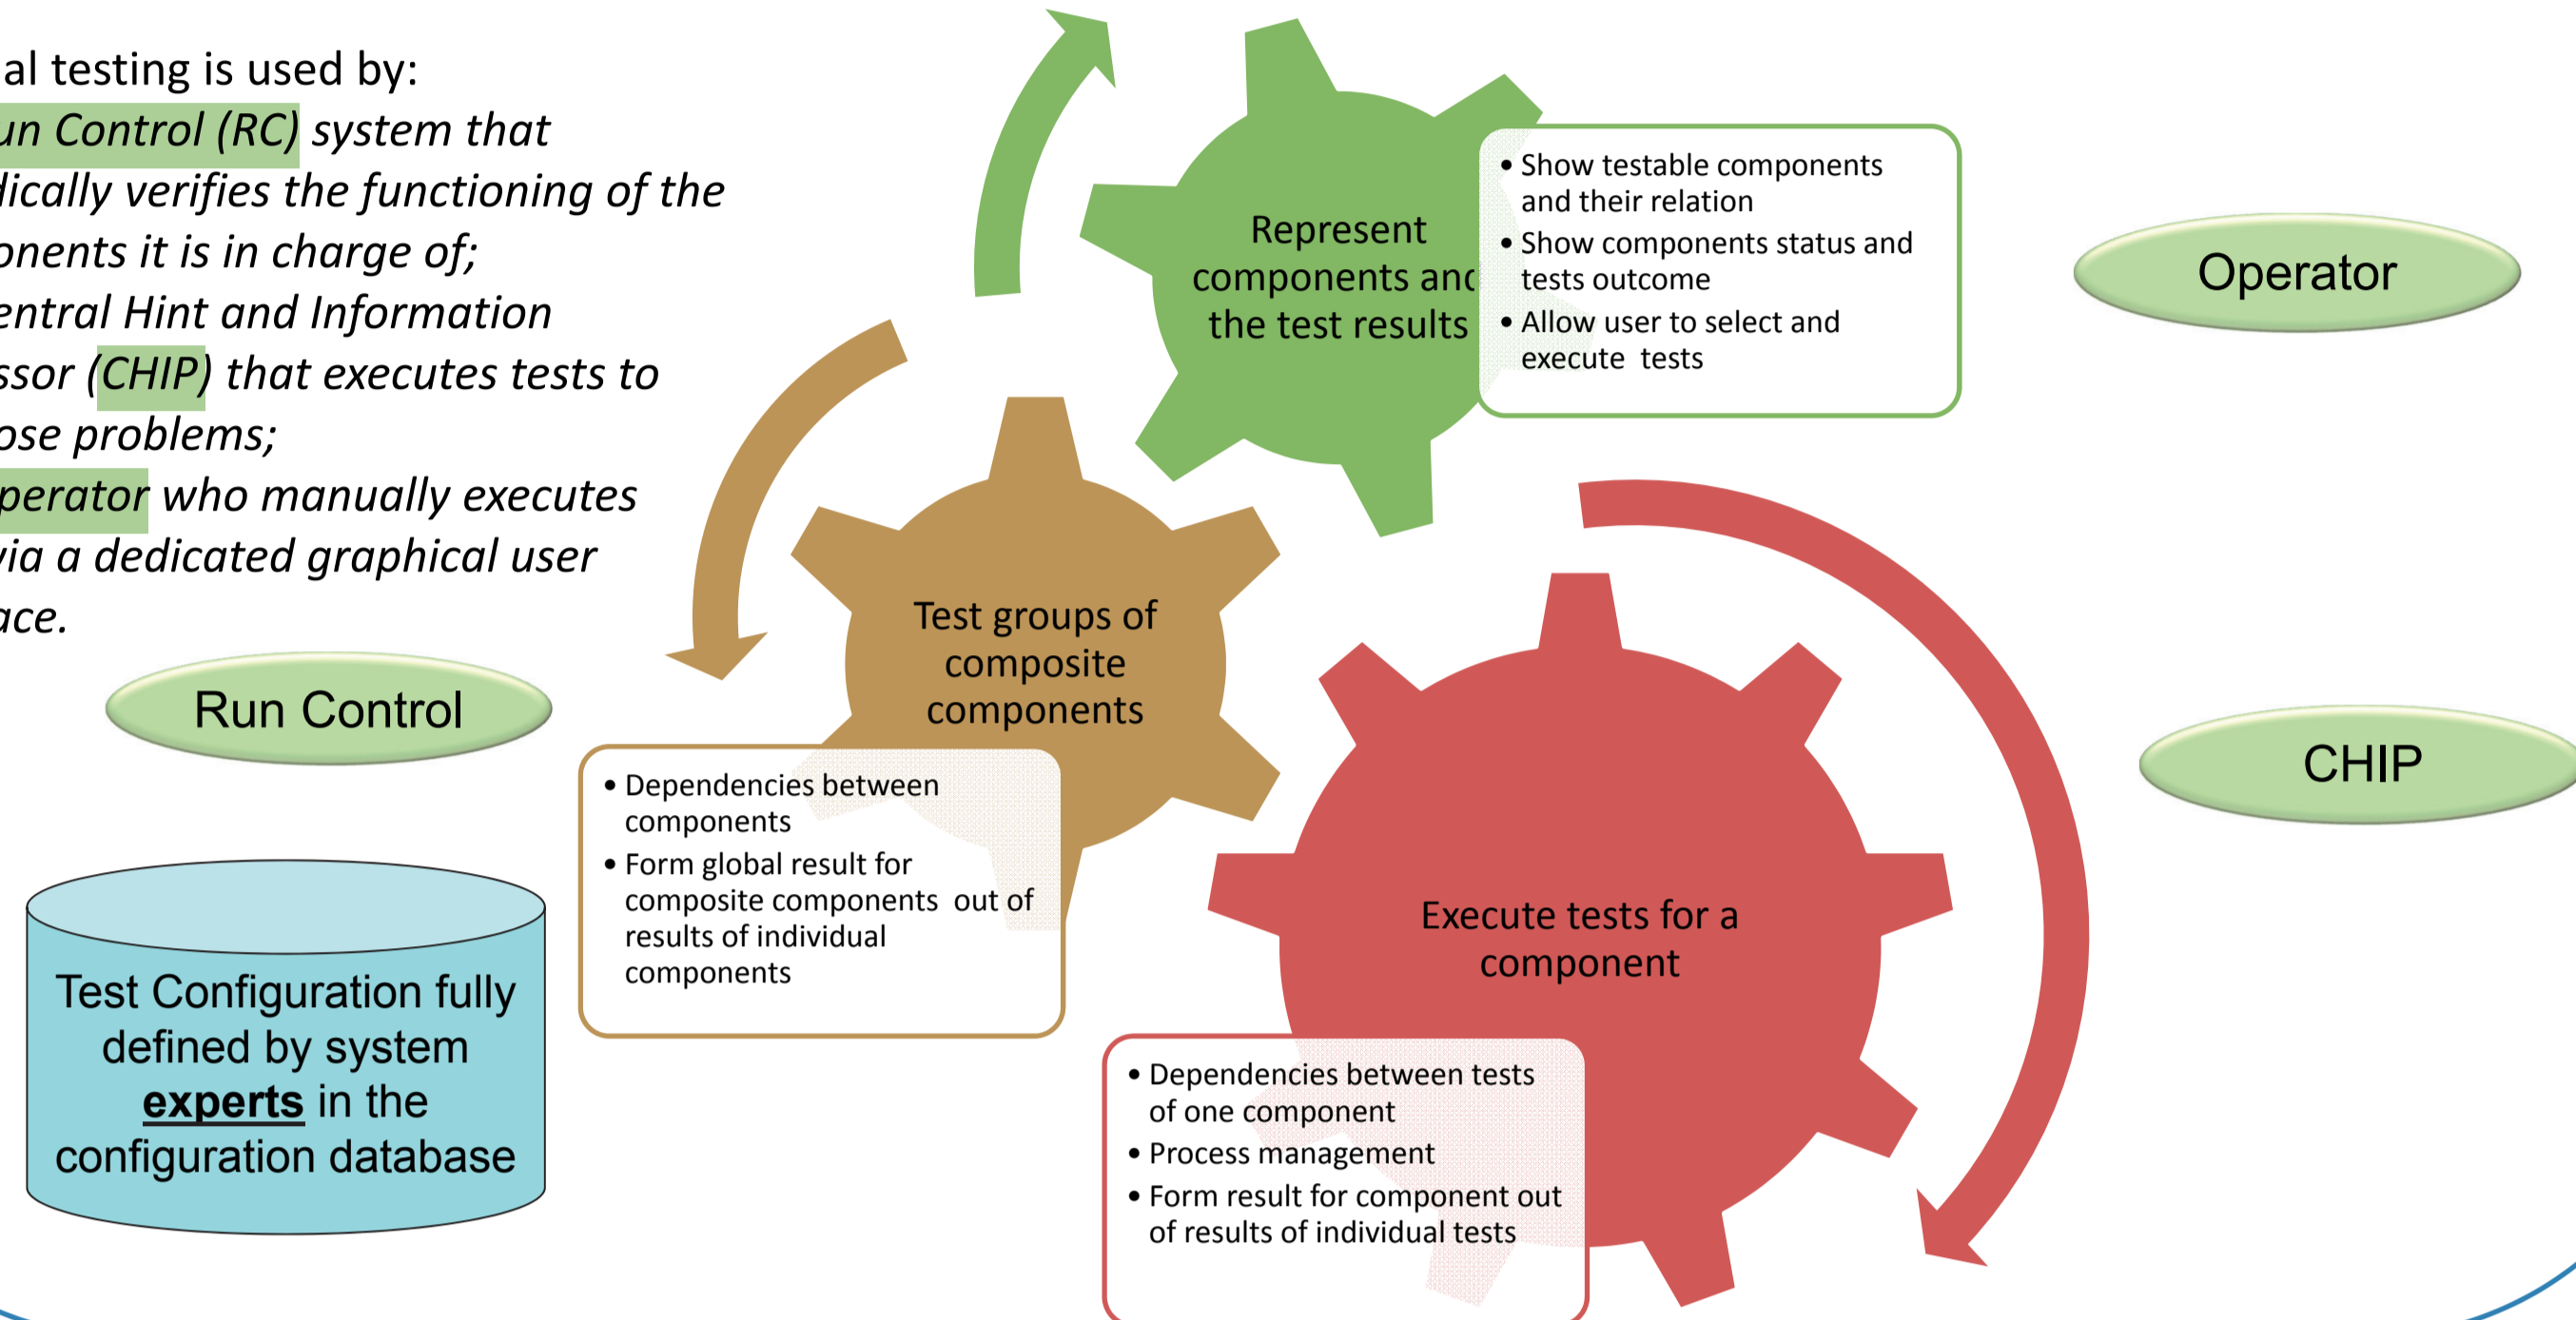 al testing is used by:
un Control (RC) system that
dically verifies the functioning of the
onents it is in charge of;
entral Hint and Information
ssor (CHIP) that executes tests to
ose problems;
perator who manually executes
via a dedicated graphical user
ace.
Represent
components and
the test results
• Show testable components
and their relation
• Show components status and
tests outcome
• Allow user to select and
execute tests
Operator
Test groups of
composite
components
Run Control
• Dependencies between
components
• Form global result for
composite components out of
results of individual
components
CHIP
Execute tests for a
component
Test Configuration fully
defined by system
experts in the
configuration database
• Dependencies between tests
of one component
• Process management
• Form result for component out
of results of individual tests